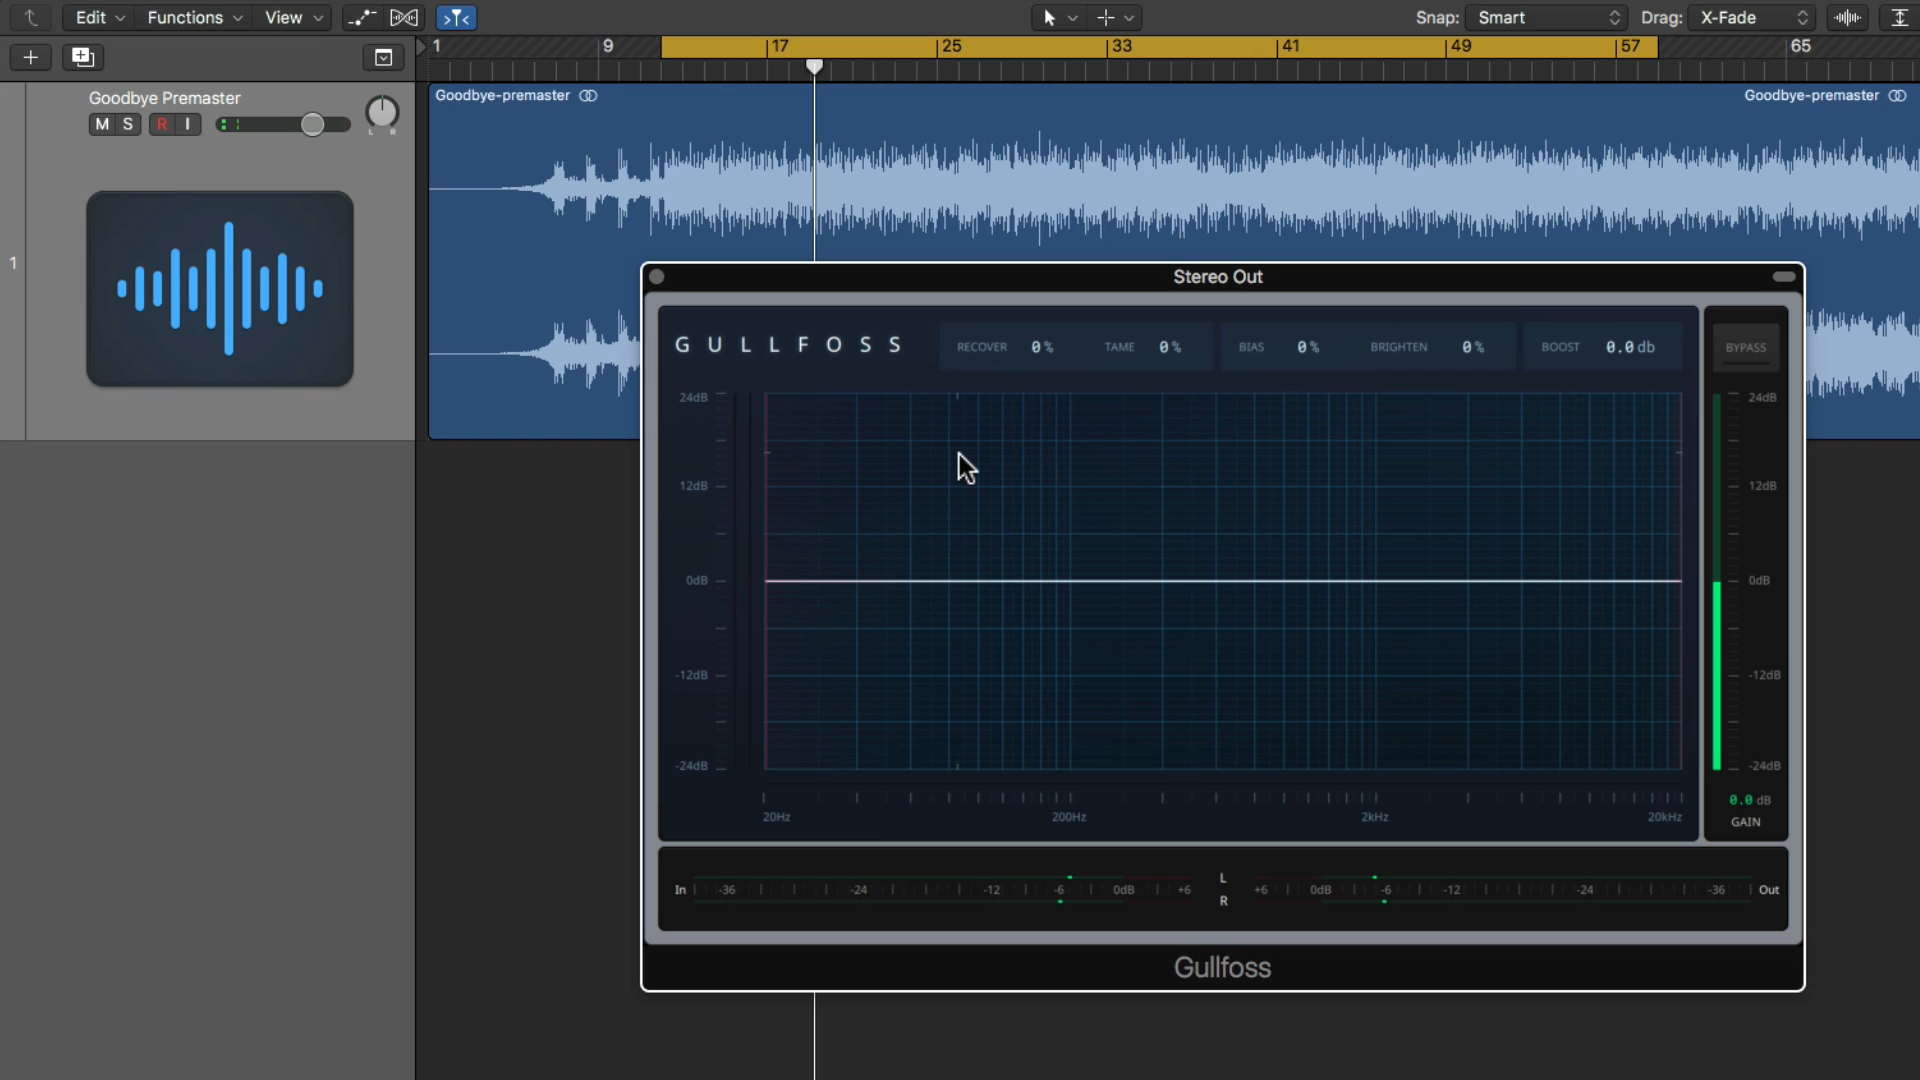 Edit Functions View Snap: Smart Drag: X-Fade
1 9 17 25 33 41 49 57 65
Goodbye Premaster
M S R I
L R
1
Goodbye-premaster Goodbye-premaster
Stereo Out
GULLFOSS RECOVER 0% TAME 0% BIAS 0% BRIGHTEN 0% BOOST 0.0 db BYPASS
24dB 24dB
12dB 12dB
0dB 0dB
-12dB -12dB
-24dB -24dB
0.0 dB
20Hz 200Hz 2kHz 20kHz GAIN
L
In -36 -24 -12 -6 0dB +6 +6 0dB -6 -12 -24 -36 Out
R
Gullfoss